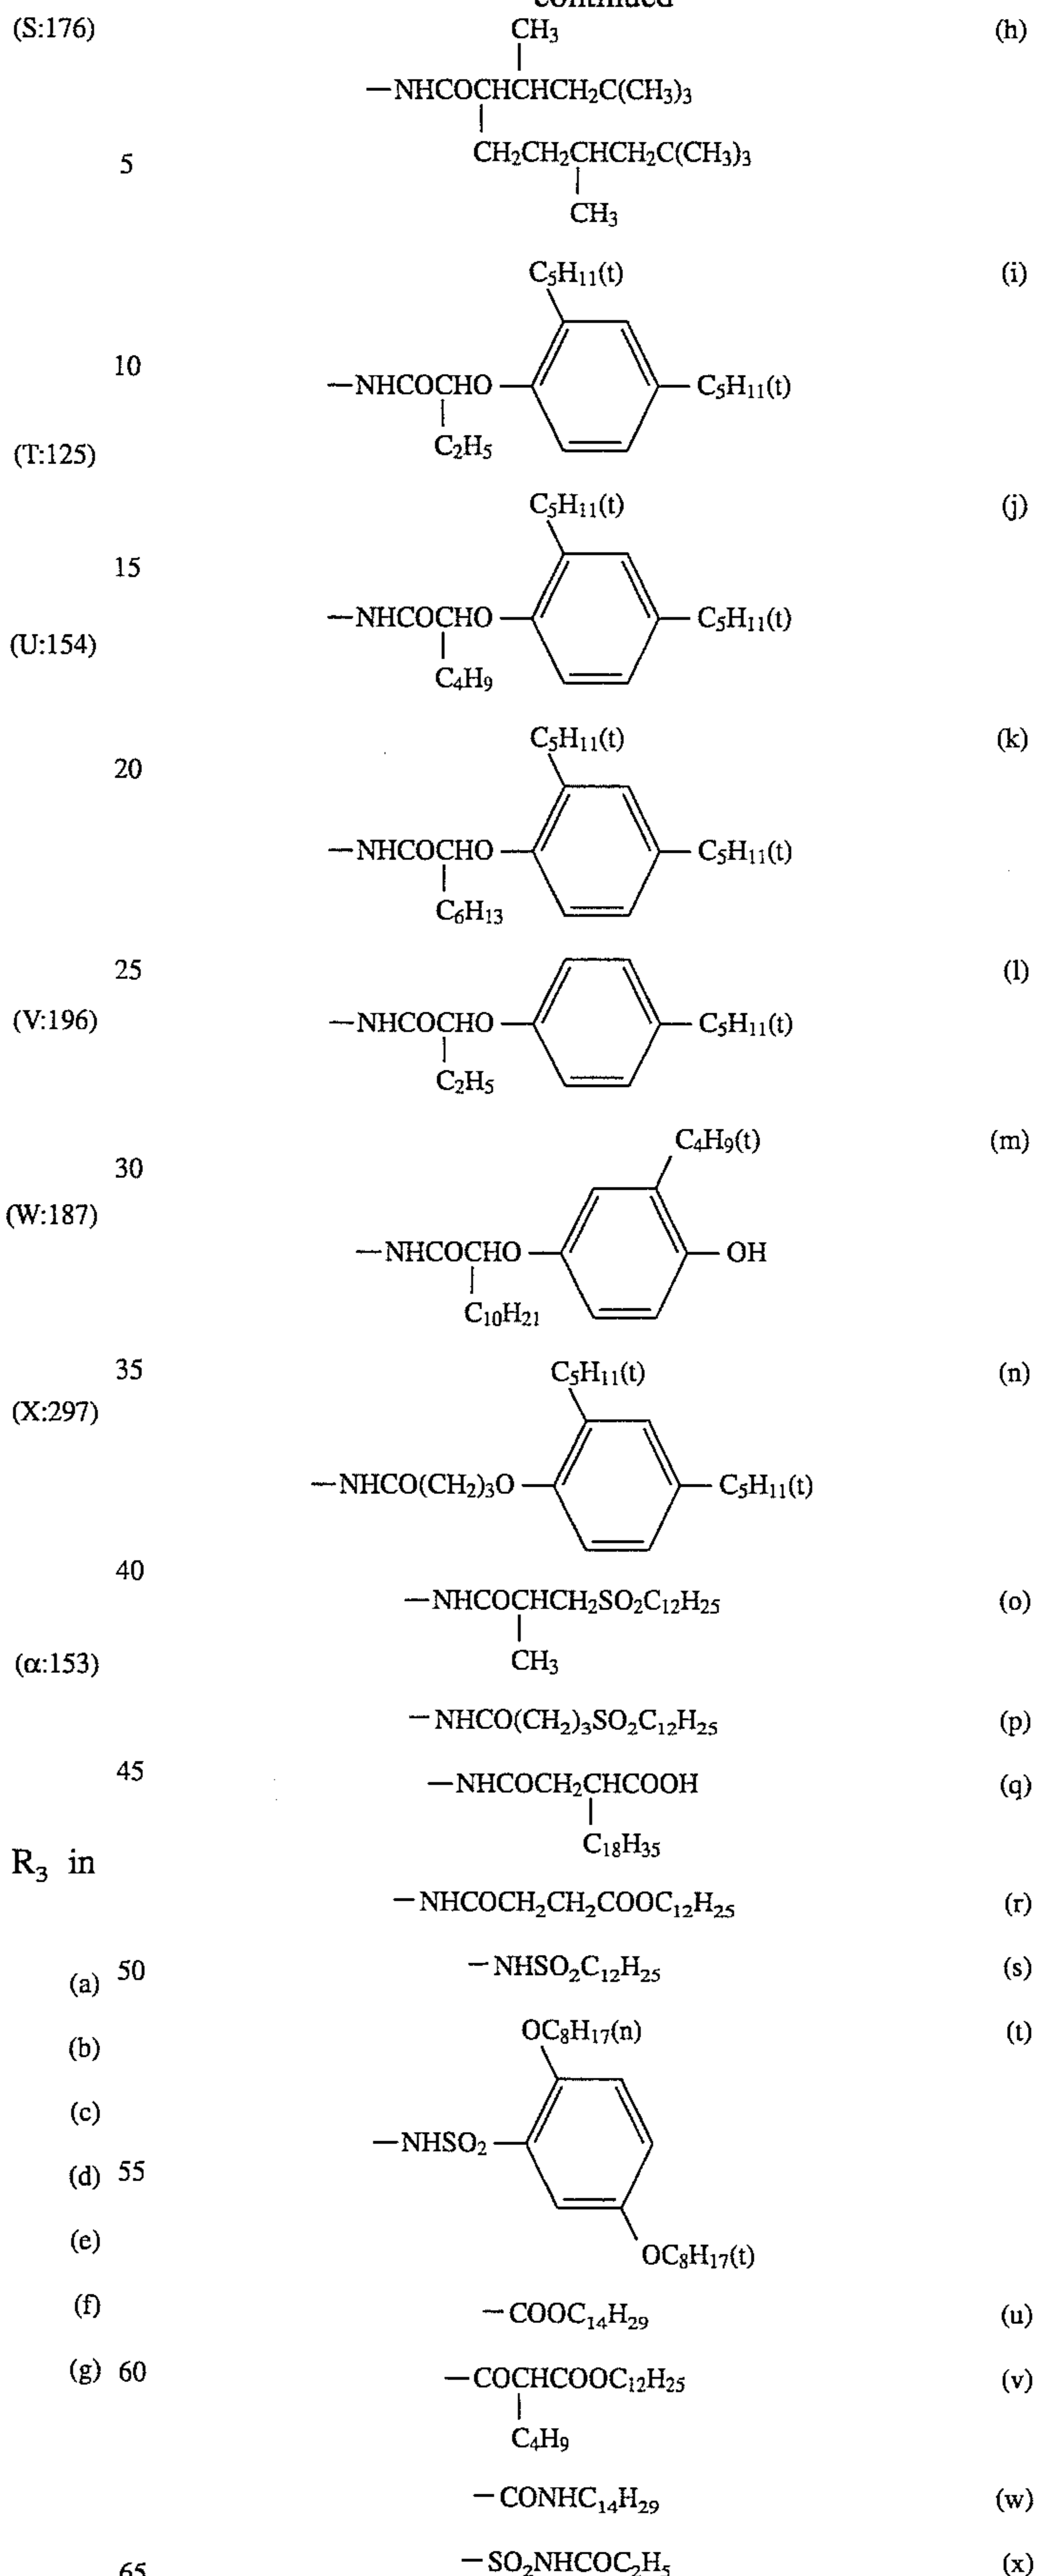 continued
(S:176)
CH₃
(h)
—NHCOCHCHCH₂C(CH₃)₃
5
CH₂CH₂CHCH₂C(CH₃)₃
CH₃
C₅H₁₁(t)
(i)
10
—NHCOCHO
C₅H₁₁(t)
C₂H₅
(T:125)
C₅H₁₁(t)
(j)
15
—NHCOCHO
C₅H₁₁(t)
(U:154)
C₄H₉
C₅H₁₁(t)
(k)
20
—NHCOCHO
C₅H₁₁(t)
C₆H₁₃
25
(l)
(V:196)
—NHCOCHO
C₅H₁₁(t)
C₂H₅
C₄H₉(t)
(m)
30
(W:187)
—NHCOCHO
OH
C₁₀H₂₁
35
C₅H₁₁(t)
(n)
(X:297)
—NHCO(CH₂)₃O
C₅H₁₁(t)
40
—NHCOCHCH₂SO₂C₁₂H₂₅
(o)
CH₃
(α:153)
—NHCO(CH₂)₃SO₂C₁₂H₂₅
(p)
45
—NHCOCH₂CHCOOH
(q)
C₁₈H₃₅
R₃ in
—NHCOCH₂CH₂COOC₁₂H₂₅
(r)
(a) 50
—NHSO₂C₁₂H₂₅
(s)
OC₈H₁₇(n)
(t)
(b)
(c)
—NHSO₂
(d) 55
(e)
OC₈H₁₇(t)
(f)
—COOC₁₄H₂₉
(u)
(g) 60
—COCHCOOC₁₂H₂₅
(v)
C₄H₉
—CONHC₁₄H₂₉
(w)
—SO₂NHCOC₂H₅
(x)
65